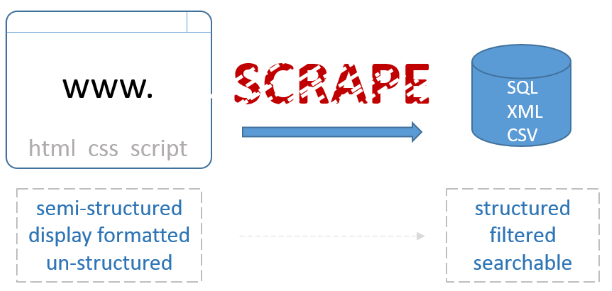 www.
html css script
SCRAPE
SQL
XML
CSV
semi-structured
display formatted
un-structured
structured
filtered
searchable